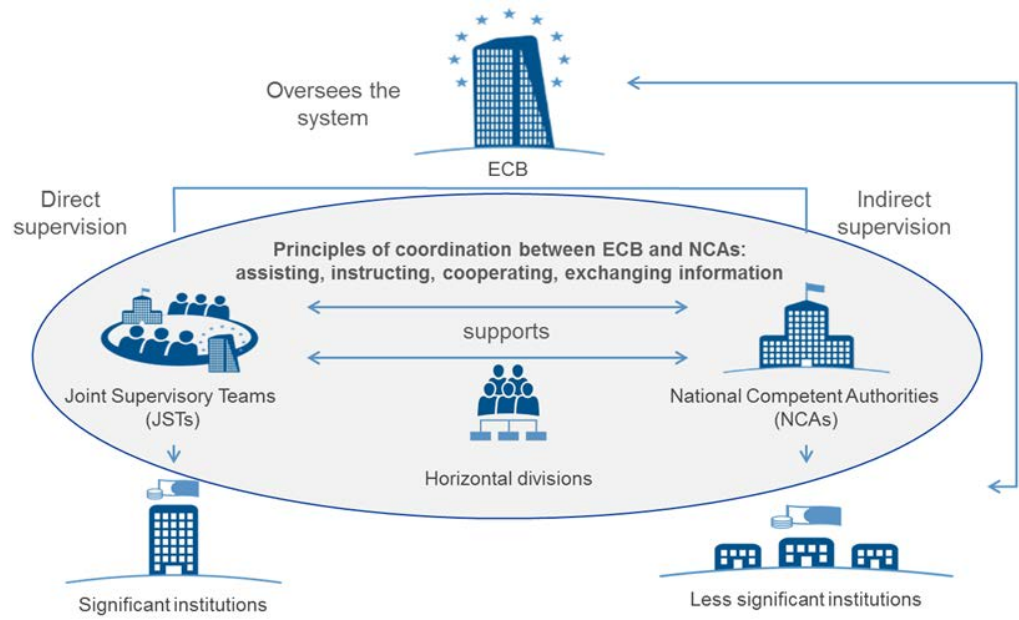 Oversees the
system
ECB
Direct
supervision
Indirect
supervision
Principles of coordination between ECB and NCAs:
assisting, instructing, cooperating, exchanging information
supports
Joint Supervisory Teams
(JSTs)
National Competent Authorities
(NCAs)
Horizontal divisions
Significant institutions
Less significant institutions